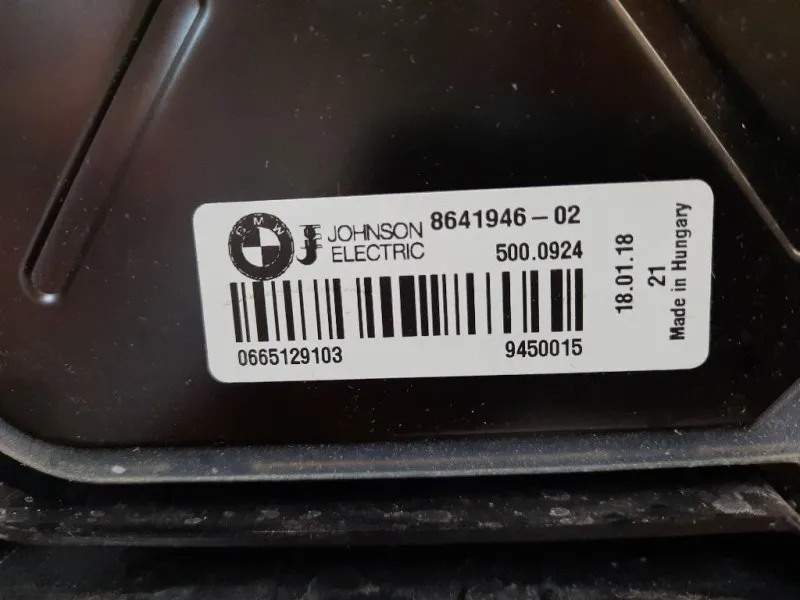 BMW
JOHNSON
ELECTRIC
8641946-02
500.0924
0665129103
9450015
18.01.18
21
Made in Hungary